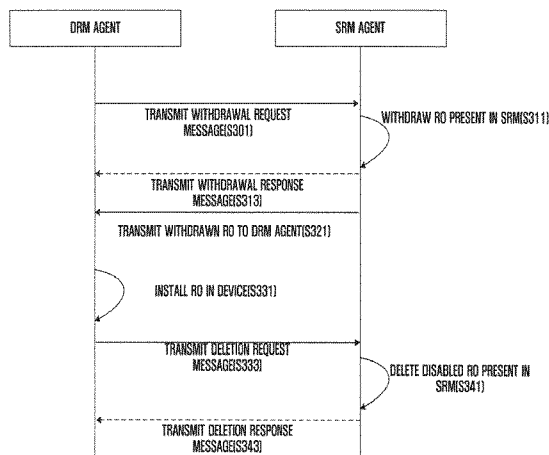 DRM AGENT
SRM AGENT
TRANSMIT WITHDRAWAL REQUEST
MESSAGE(S301)
WITHDRAW RO PRESENT IN SRM(S311)
TRANSMIT WITHDRAWAL RESPONSE
MESSAGE(S313)
TRANSMIT WITHDRAWN RO TO DRM AGENT(S321)
INSTALL RO IN DEVICE(S331)
TRANSMIT DELETION REQUEST
MESSAGE(S333)
DELETE DISABLED RO PRESENT IN
SRM(S341)
TRANSMIT DELETION RESPONSE
MESSAGE(S343)